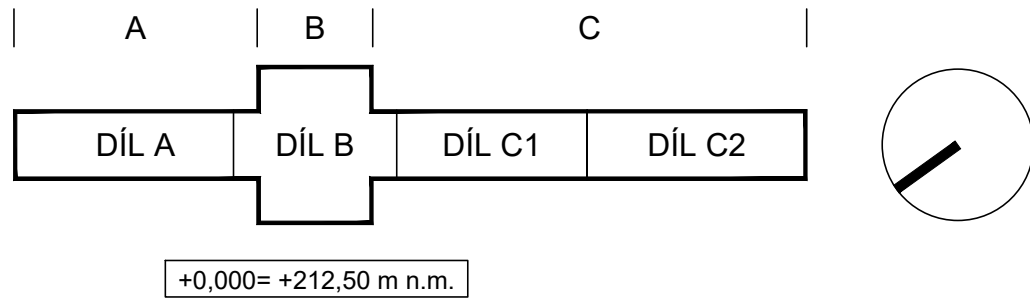 A B C
DÍL A DÍL B DÍL C1 DÍL C2
+0,000= +212,50 m n.m.